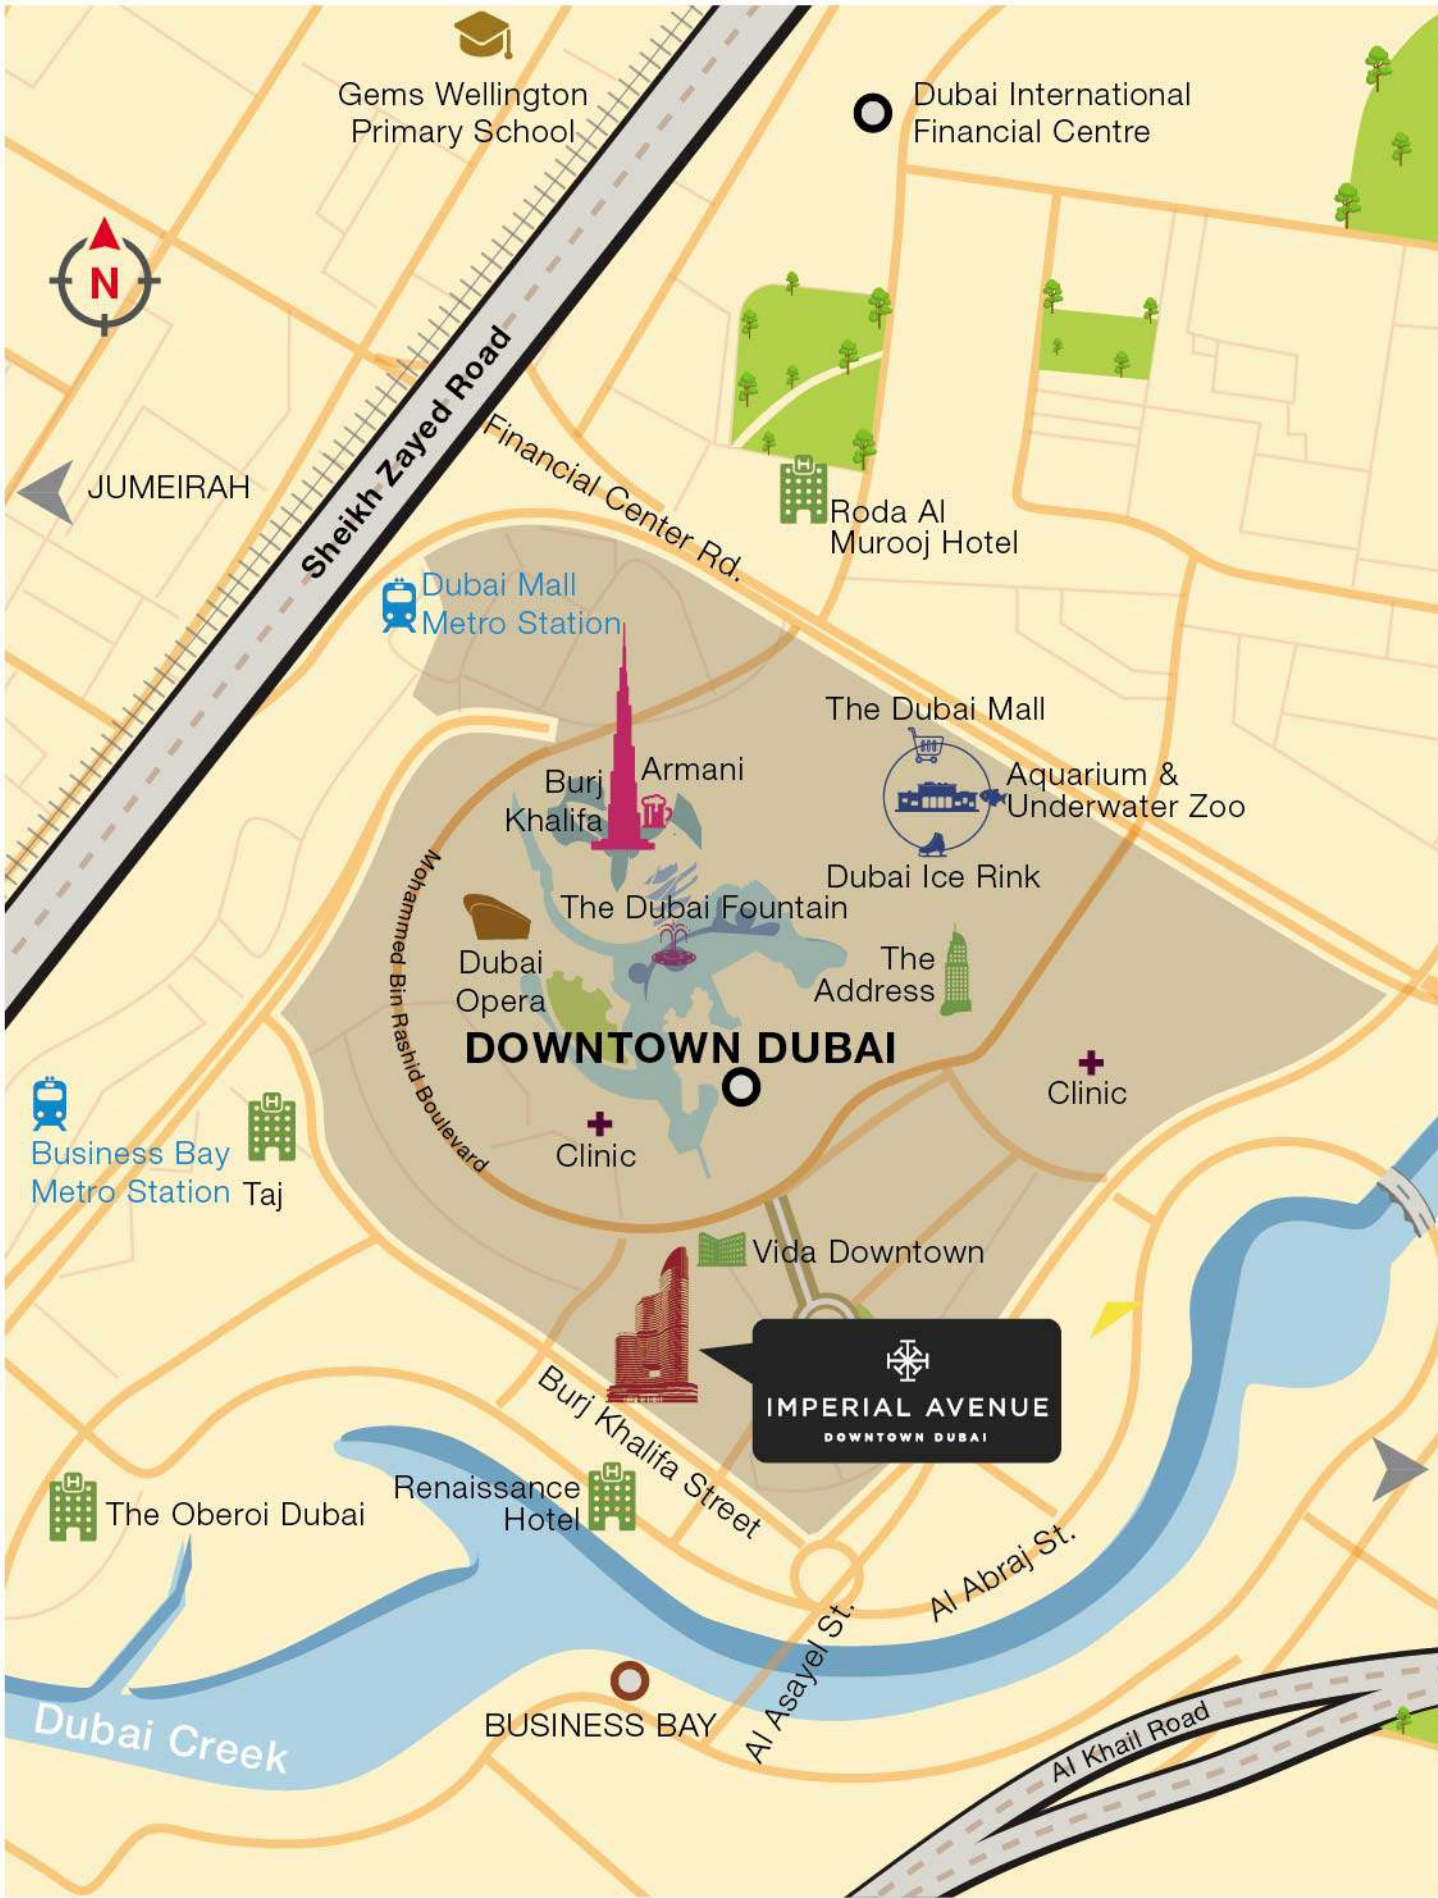 Gems Wellington
Primary School
Dubai International
Financial Centre
N
Sheikh Zayed Road
JUMEIRAH
Financial Center Rd.
H
Roda Al
Murooj Hotel
Dubai Mall
Metro Station
The Dubai Mall
Armani
Burj
Khalifa
Aquarium &
Underwater Zoo
Dubai Ice Rink
Mohammed Bin Rashid Boulevard
The Dubai Fountain
Dubai
Opera
The
Address
DOWNTOWN DUBAI
Clinic
Clinic
Business Bay
Metro Station
H
Taj
Vida Downtown
IMPERIAL AVENUE
DOWNTOWN DUBAI
Burj Khalifa Street
H
The Oberoi Dubai
Renaissance
Hotel
H
Al Abraj St.
Al Asayel St.
BUSINESS BAY
Dubai Creek
Al Khail Road